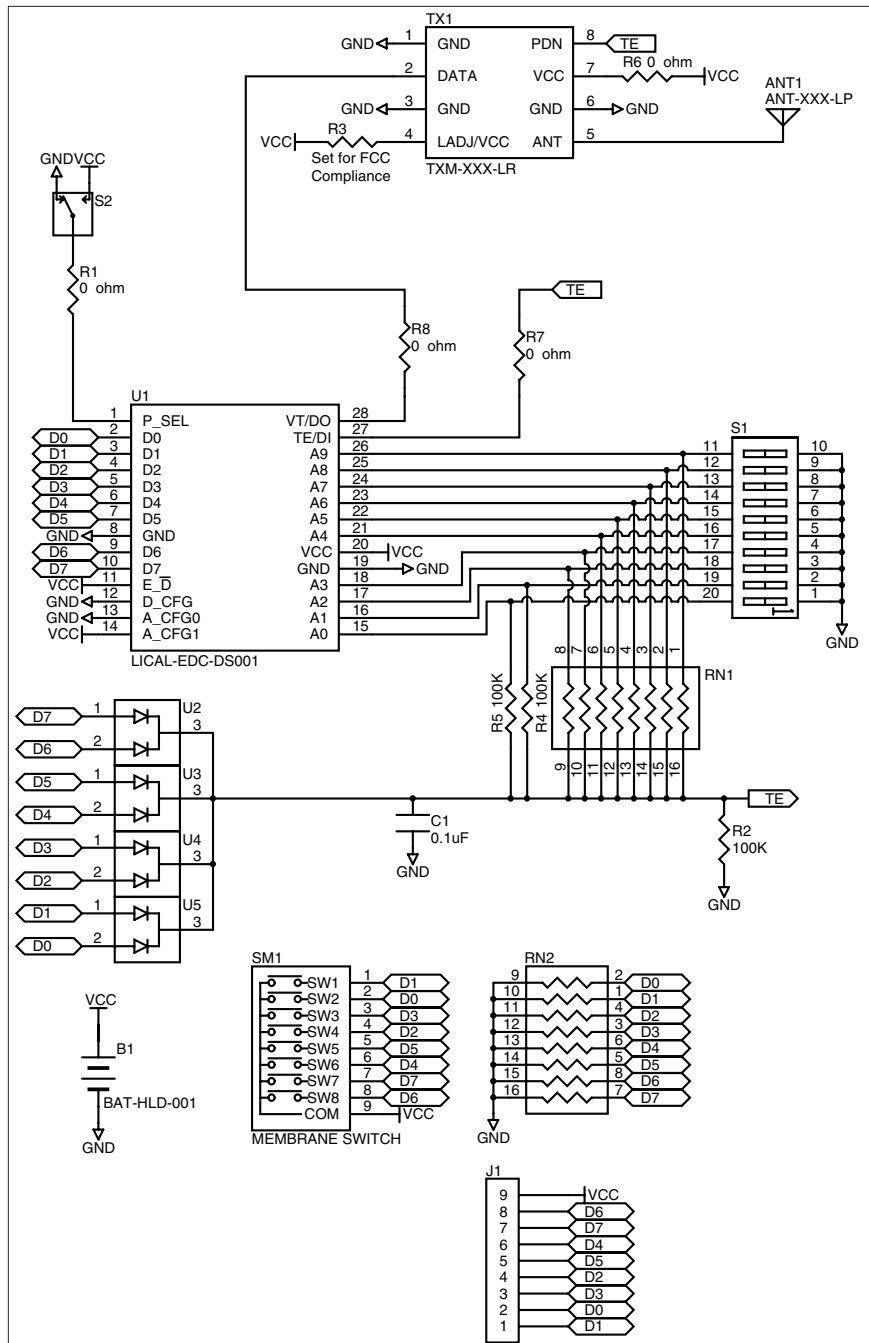 TX1
GND 1 GND PDN 8 TE
2 DATA VCC 7 R6 0 ohm VCC
GND 3 GND GND 6 GND
VCC R3 4 LADJ/VCC ANT 5
Set for FCC
Compliance
TXM-XXX-LR
ANT1
ANT-XXX-LP
GND VCC
S2
R1
0 ohm
R8
0 ohm
TE
R7
0 ohm
U1
1 P_SEL VT/DO 28
D0 2 D0 TE/DI 27
D1 3 D1 A9 26
D2 4 D2 A8 25
D3 5 D3 A7 24
D4 6 D4 A6 23
D5 7 D5 A5 22
GND 8 GND A4 21
D6 9 D6 VCC 20 VCC
D7 10 D7 GND 19 GND
VCC 11 E_D A3 18
GND 12 D_CFG A2 17
GND 13 A_CFG0 A1 16
VCC 14 A_CFG1 A0 15
LICAL-EDC-DS001
S1
11 10
12 9
13 8
14 7
15 6
16 5
17 4
18 3
19 2
20 1
GND
R5 100K
R4 100K
8 7 6 5 4 3 2 1
RN1
9 10 11 12 13 14 15 16
D7 1 U2
3
D6 2
D5 1 U3
3
D4 2
D3 1 U4
3
D2 2
D1 1 U5
3
D0 2
C1
0.1uF
GND
TE
R2
100K
GND
VCC
B1
BAT-HLD-001
GND
SM1
SW1 1 D1
SW2 2 D0
SW3 3 D3
SW4 4 D2
SW5 5 D5
SW6 6 D4
SW7 7 D7
SW8 8 D6
COM 9 VCC
MEMBRANE SWITCH
RN2
9 2 D0
10 1 D1
11 4 D2
12 3 D3
13 6 D4
14 5 D5
15 8 D6
16 7 D7
GND
J1
9 VCC
8 D6
7 D7
6 D4
5 D5
4 D2
3 D3
2 D0
1 D1